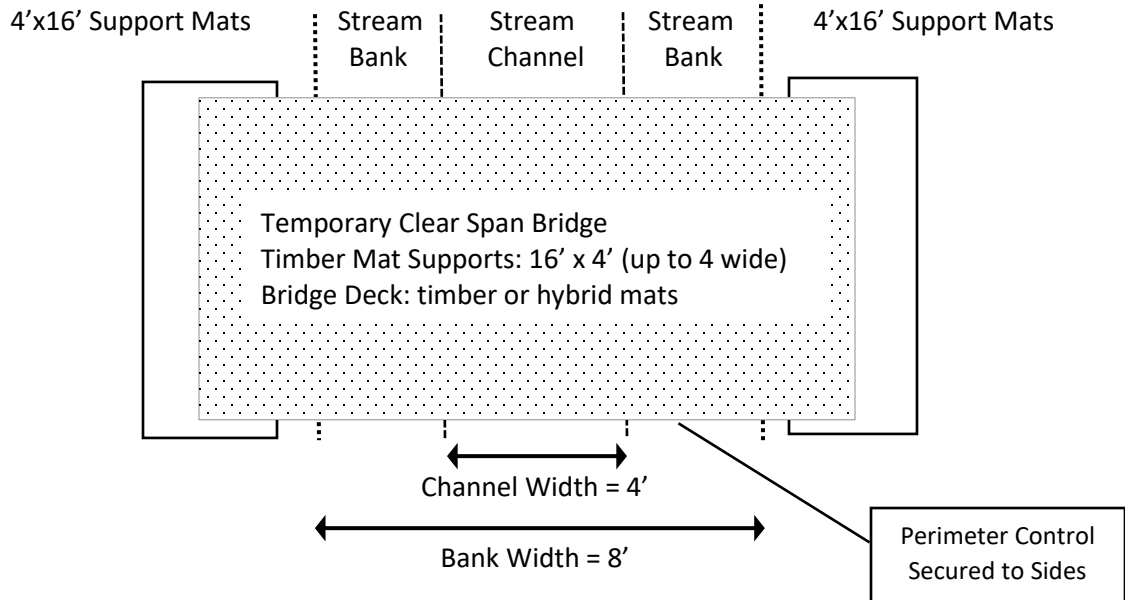 4'x16' Support Mats
Stream
Bank
Stream
Channel
Stream
Bank
4’x16’ Support Mats
Temporary Clear Span Bridge
Timber Mat Supports: 16’ x 4’ (up to 4 wide)
Bridge Deck: timber or hybrid mats
Channel Width = 4’
Bank Width = 8’
Perimeter Control
Secured to Sides